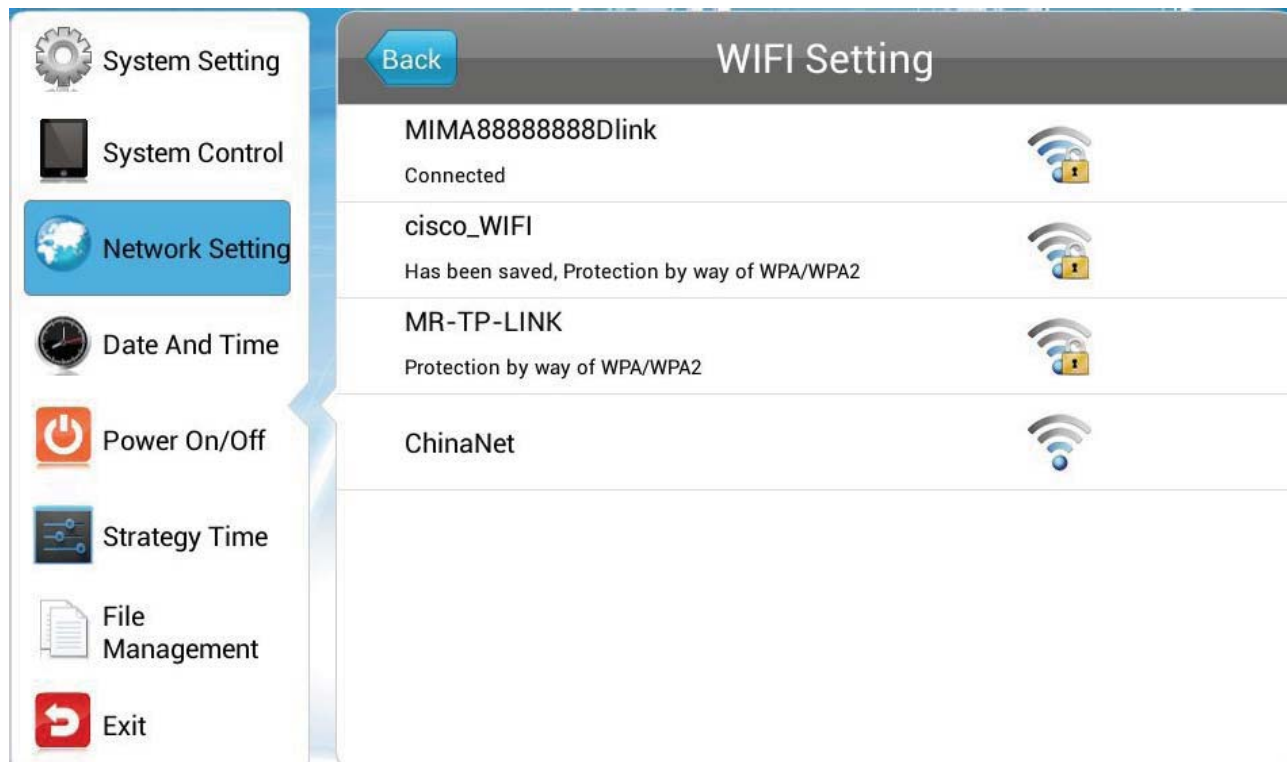 System Setting
System Control
Network Setting
Date And Time
Power On/Off
Strategy Time
File
Management
Exit
Back
WIFI Setting
MIMA88888888Dlink
Connected
cisco_WIFI
Has been saved, Protection by way of WPA/WPA2
MR-TP-LINK
Protection by way of WPA/WPA2
ChinaNet